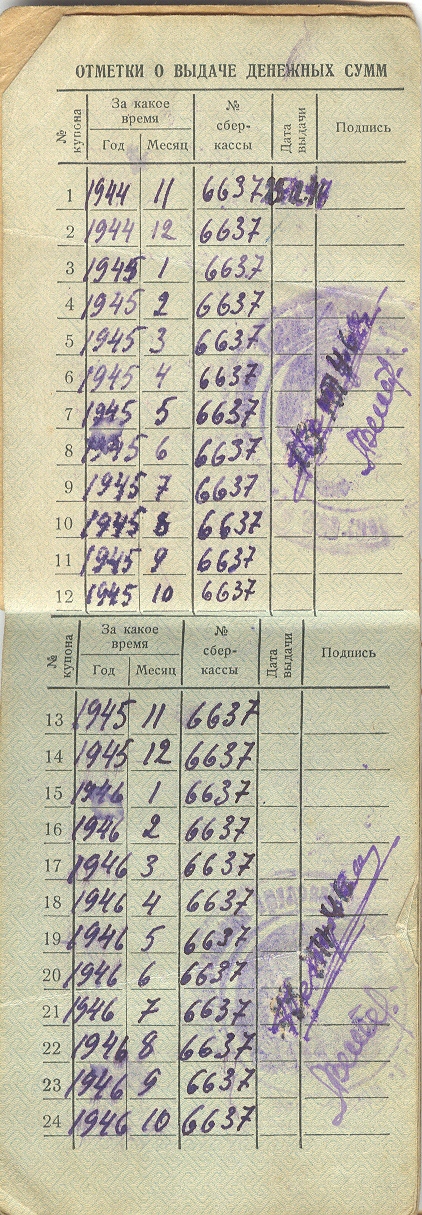 ОТМЕТКИ О ВЫДАЧЕ ДЕНЕЖНЫХ СУММ
№ купона За какое время № сбер- кассы Дата выдачи Подпись
Год Месяц
1 1944 11 6637
2 1944 12 6637
3 1945 1 6637
4 1945 2 6637
5 1945 3 6637
6 1945 4 6637
7 1945 5 6637
8 1945 6 6637
9 1945 7 6637
10 1945 8 6637
11 1945 9 6637
12 1945 10 6637
№ купона За какое время № сбер- кассы Дата выдачи Подпись
Год Месяц
13 1945 11 6637
14 1945 12 6637
15 1946 1 6637
16 1946 2 6637
17 1946 3 6637
18 1946 4 6637
19 1946 5 6637
20 1946 6 6637
21 1946 7 6637
22 1946 8 6637
23 1946 9 6637
24 1946 10 6637